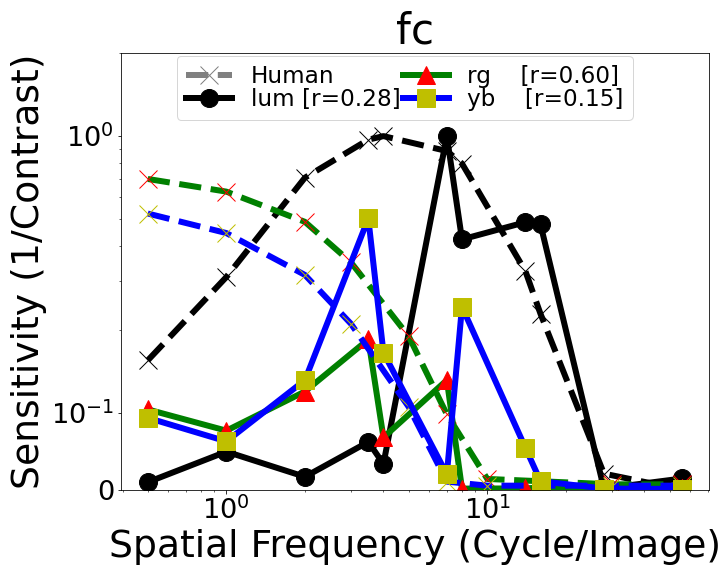 fc
Human
lum [r=0.28]
rg [r=0.60]
yb [r=0.15]
Sensitivity (1/Contrast)
10⁰
10⁻¹
0
10⁰
10¹
Spatial Frequency (Cycle/Image)